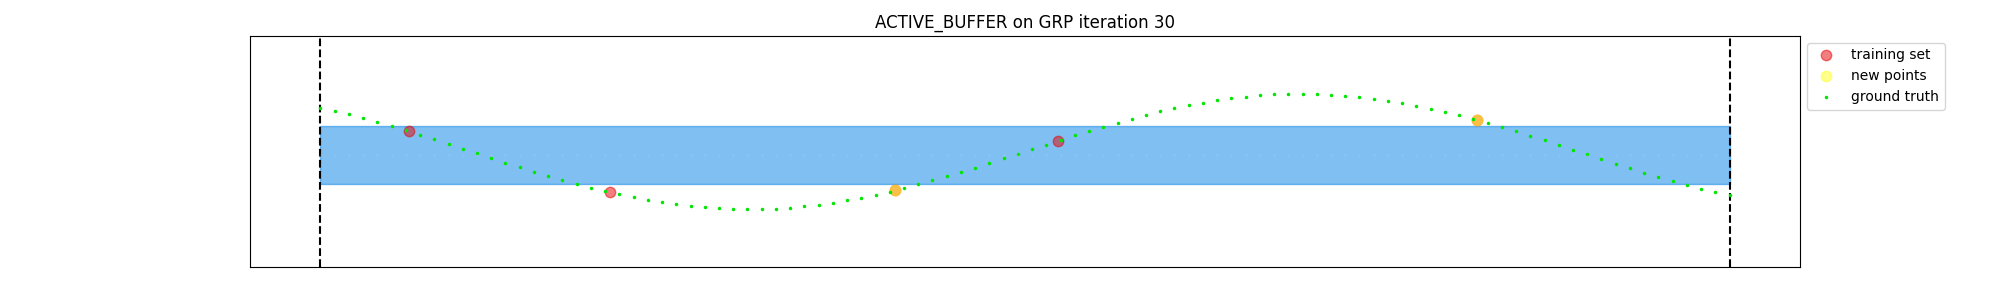 ACTIVE_BUFFER on GRP iteration 30
training set
new points
ground truth